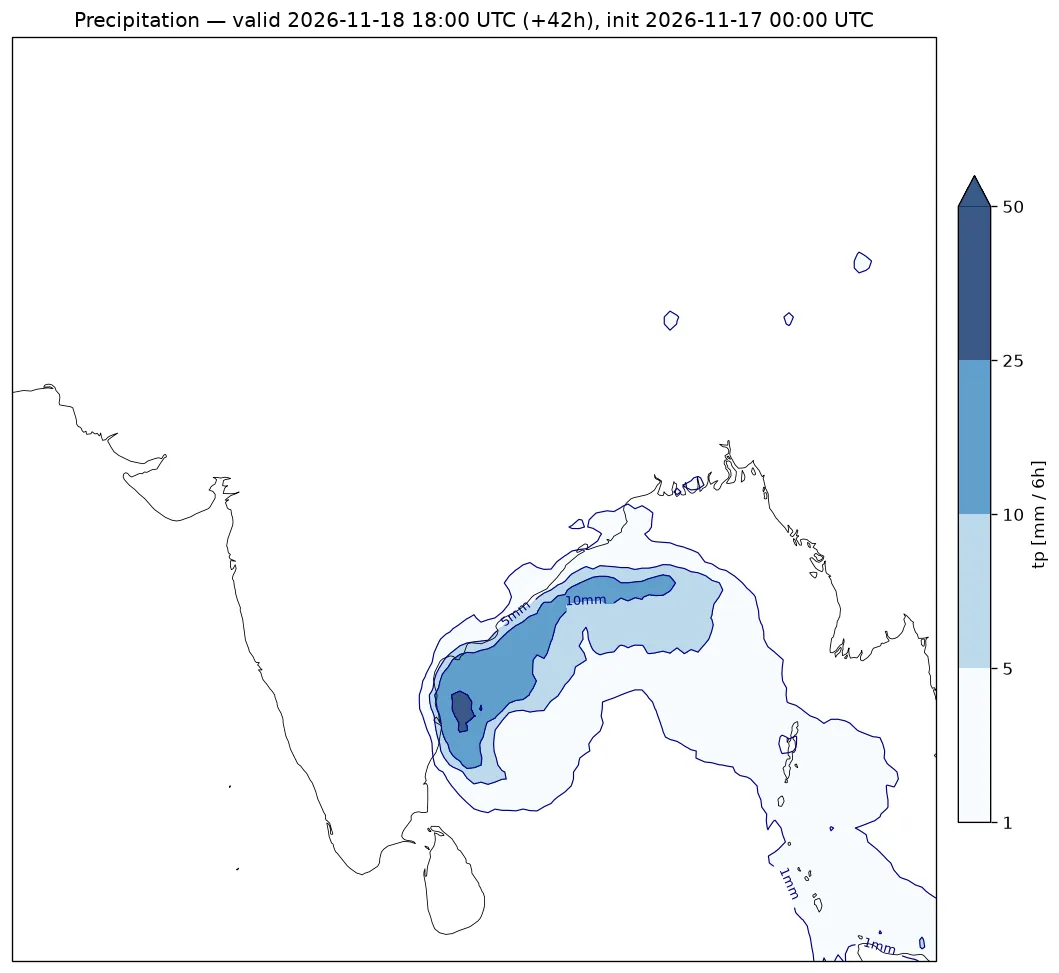 Precipitation — valid 2026-11-18 18:00 UTC (+42h), init 2026-11-17 00:00 UTC
50
25
10
5
1
tp [mm / 6h]
5mm
10mm
1mm
1mm